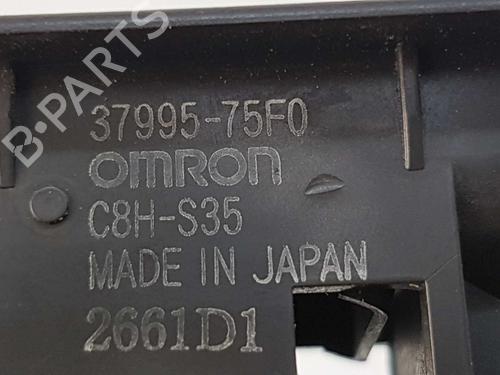 B-PARTS
37995-75F0
OMRON
C8H-S35
MADE IN JAPAN
2661D1